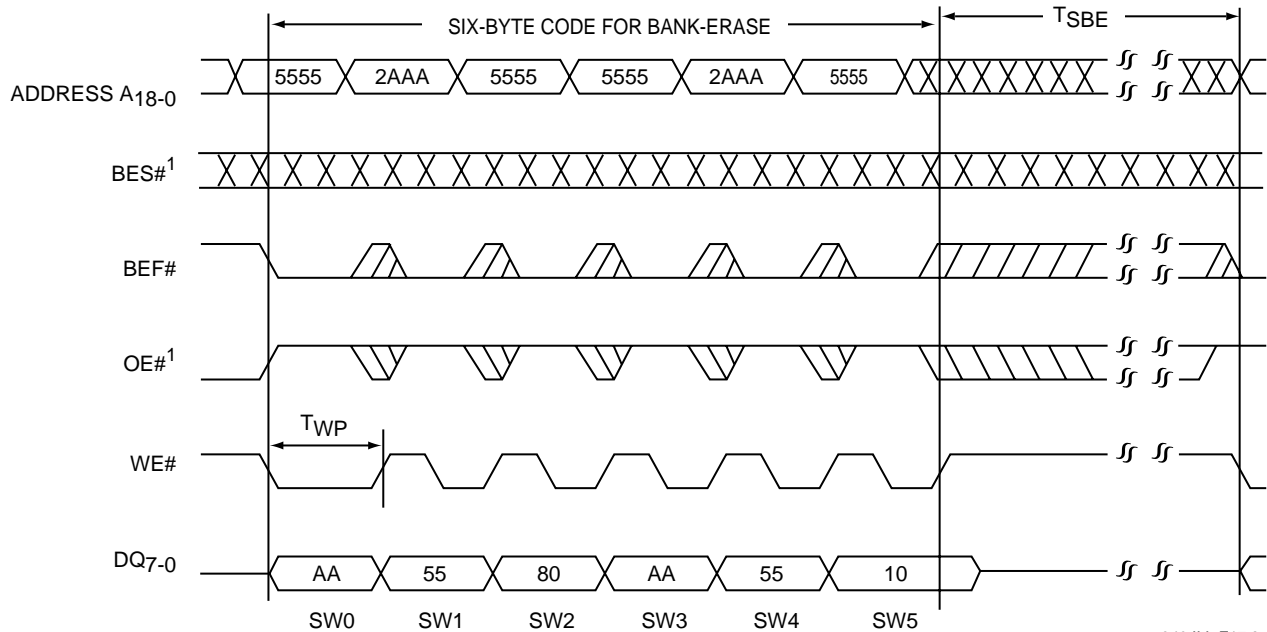 SIX-BYTE CODE FOR BANK-ERASE
TSBE
ADDRESS A18-0
5555 2AAA 5555 5555 2AAA 5555
BES#1
BEF#
OE#1
TWP
WE#
DQ7-0
AA 55 80 AA 55 10
SW0 SW1 SW2 SW3 SW4 SW5